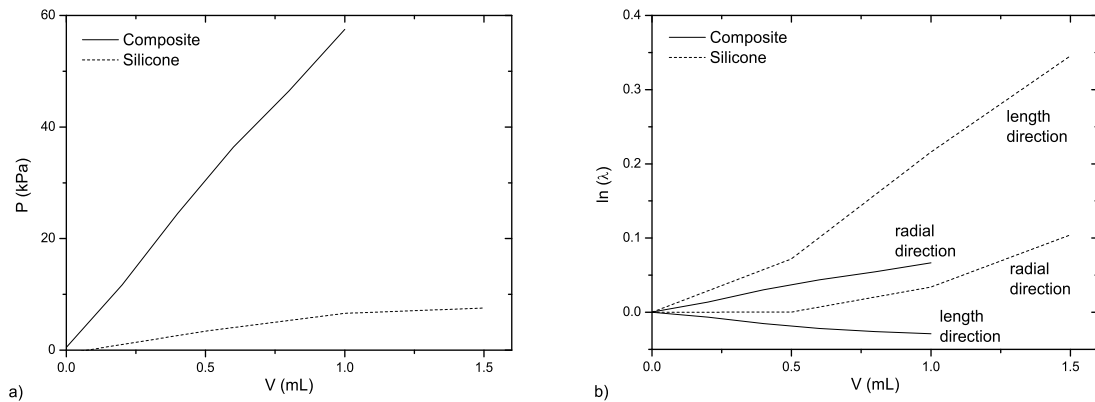 60
40
20
0
P (kPa)
Composite
Silicone
0.0
0.5
1.0
1.5
V (mL)
a)
0.4
0.3
0.2
0.1
0.0
ln (λ)
Composite
Silicone
length
direction
radial
direction
radial
direction
length
direction
0.0
0.5
1.0
1.5
V (mL)
b)